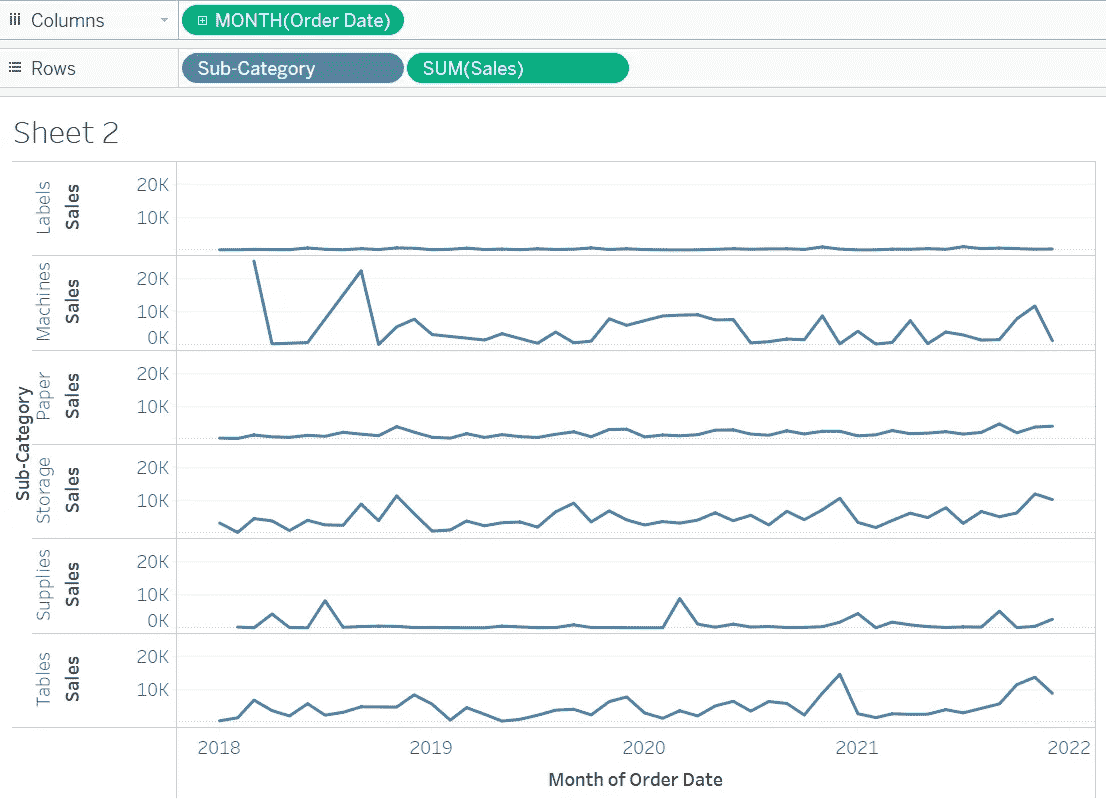 Columns
MONTH(Order Date)
Rows
Sub-Category
SUM(Sales)
Sheet 2
Sub-Category
Labels
Sales
20K
10K
Machines
Sales
20K
10K
0K
Paper
Sales
20K
10K
Storage
Sales
20K
10K
Supplies
Sales
20K
10K
0K
Tables
Sales
20K
10K
2018 2019 2020 2021 2022
Month of Order Date